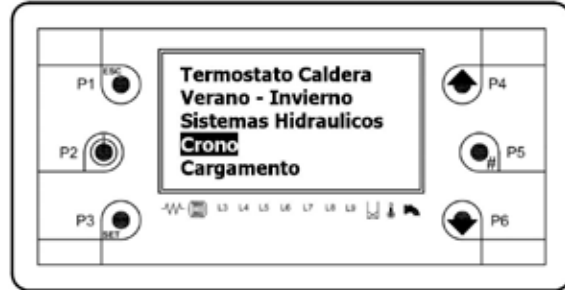 ESC
P1
P2
P3
SET
Termostato Caldera
Verano - Invierno
Sistemas Hidraulicos
Crono
Cargamento
L3 L4 L5 L6 L7 L8 L9
P4
P5
#
P6